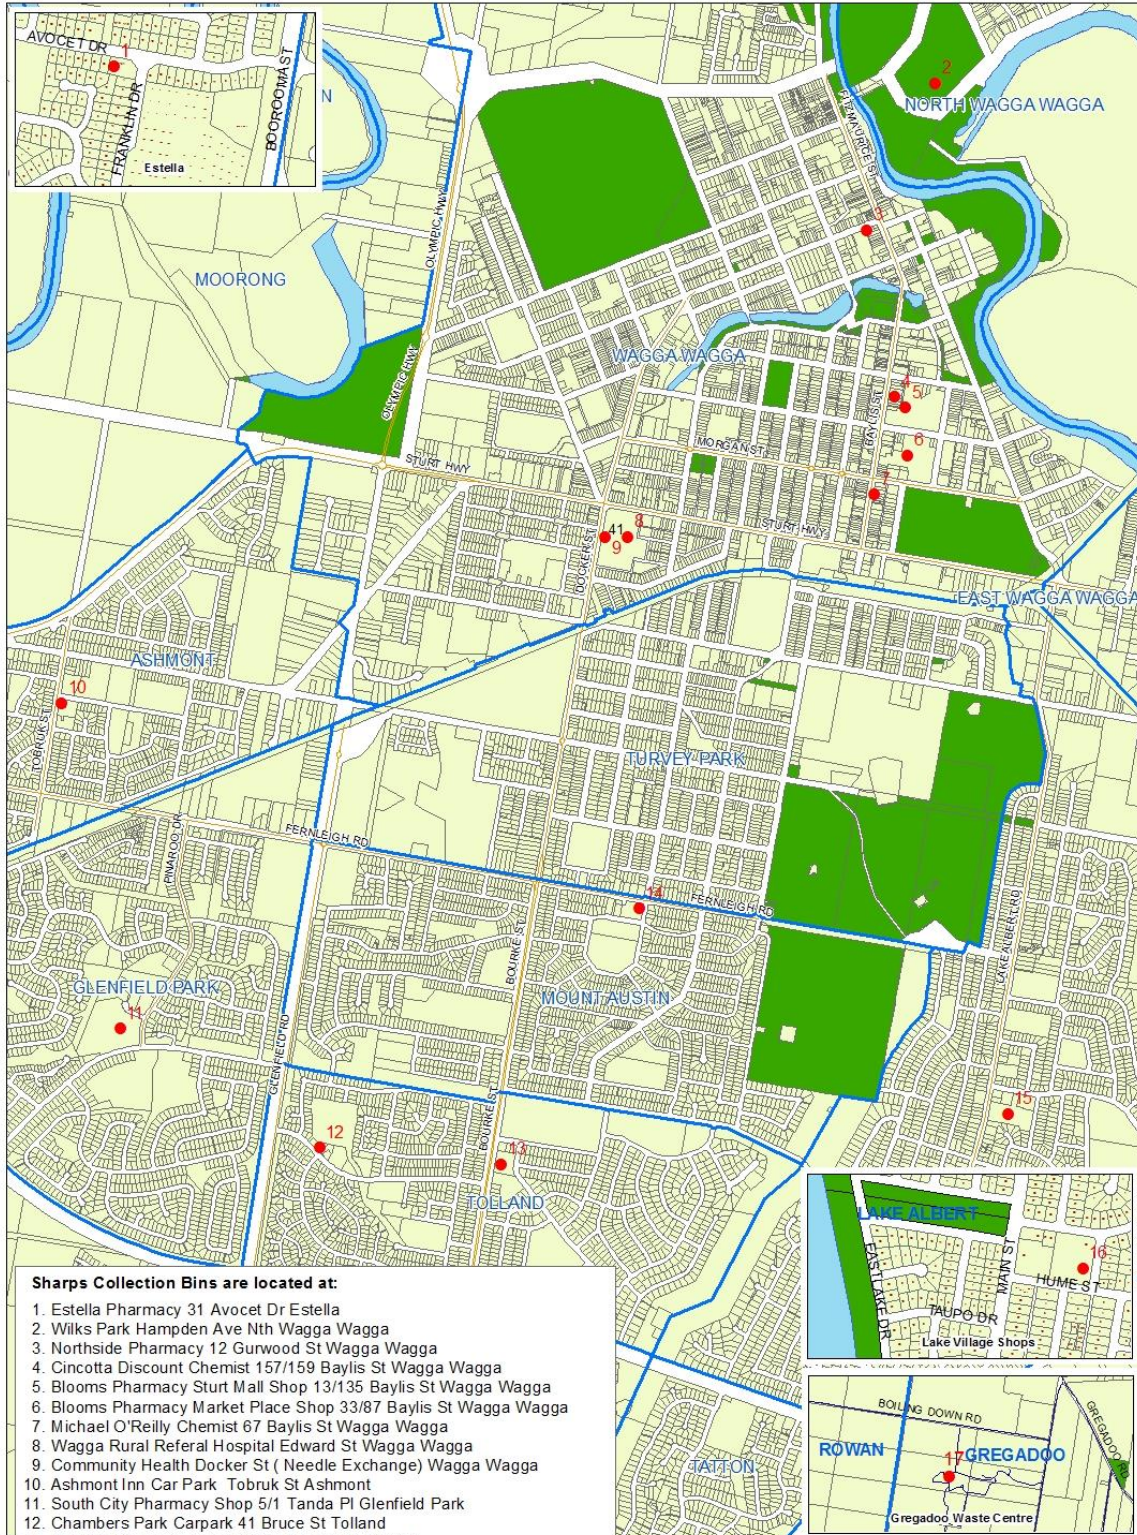 AVOCET DR
1
FRANKLIN DR
BOOROOMA ST
Estella
N
OLYMPIC HWY
FITZMAURICE ST
2
NORTH WAGGA WAGGA
3
MOORONG
WAGGA WAGGA
OLYMPIC HWY
4
5
BAYLIS ST
MORGAN ST
6
STURT HWY
7
41
8
9
STURT HWY
DOCKER ST
EAST WAGGA WAGGA
ASHMONT
10
TOBRUK ST
TURVEY PARK
PINAROO DR
FERNLEIGH RD
14
FERNLEIGH RD
LAKE ALBERT RD
BOURKE ST
GLENFIELD PARK
MOUNT AUSTIN
11
GLENFIELD RD
BOURKE ST
15
12
13
TOLLAND
LAKE ALBERT
EASTLAKE DR
MAIN ST
16
HUME ST
TAUPO DR
Lake Village Shops
BOILING DOWN RD
GREGADOO RD
ROWAN
17
GREGADOO
Gregadoo Waste Centre
TATTON
Sharps Collection Bins are located at:
1. Estella Pharmacy 31 Avocet Dr Estella
2. Wilks Park Hampden Ave Nth Wagga Wagga
3. Northside Pharmacy 12 Gurwood St Wagga Wagga
4. Cincotta Discount Chemist 157/159 Baylis St Wagga Wagga
5. Blooms Pharmacy Sturt Mall Shop 13/135 Baylis St Wagga Wagga
6. Blooms Pharmacy Market Place Shop 33/87 Baylis St Wagga Wagga
7. Michael O'Reilly Chemist 67 Baylis St Wagga Wagga
8. Wagga Rural Referal Hospital Edward St Wagga Wagga
9. Community Health Docker St ( Needle Exchange) Wagga Wagga
10. Ashmont Inn Car Park Tobruk St Ashmont
11. South City Pharmacy Shop 5/1 Tanda Pl Glenfield Park
12. Chambers Park Carpark 41 Bruce St Tolland